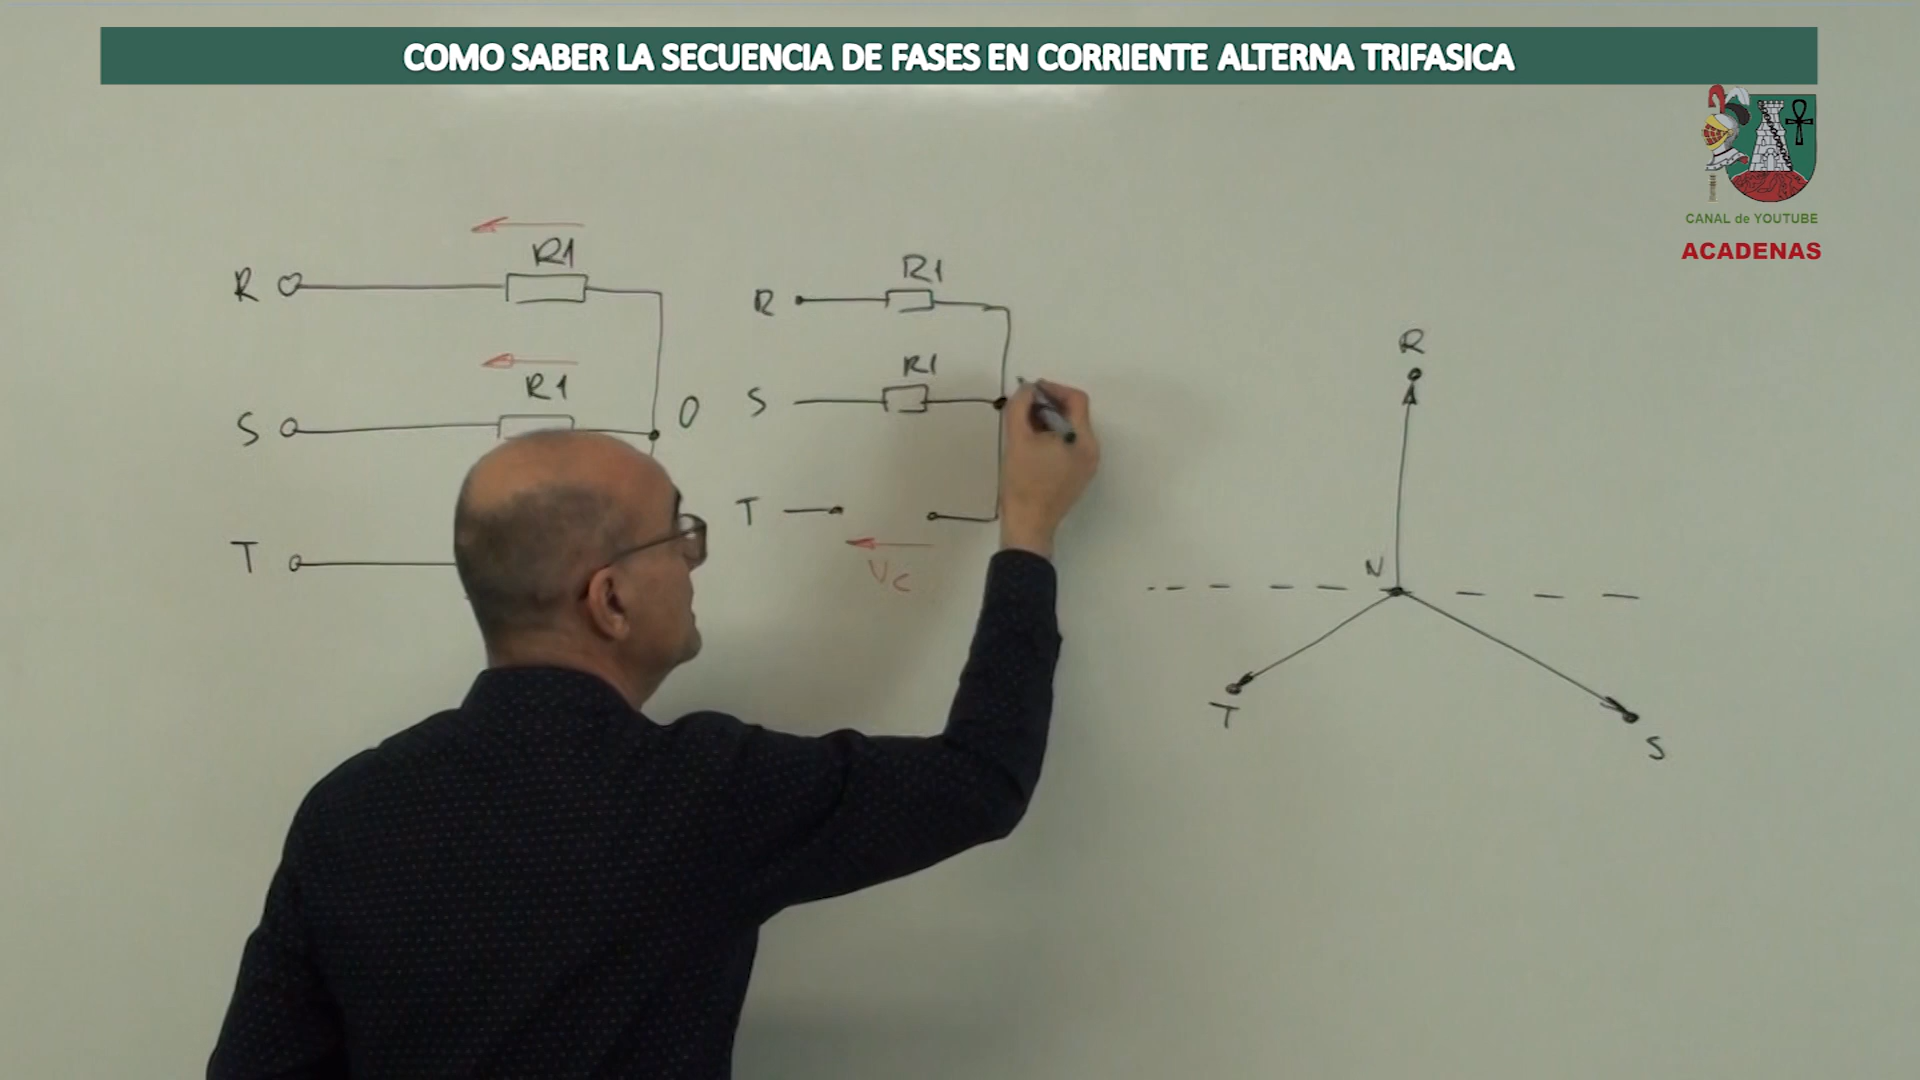 COMO SABER LA SECUENCIA DE FASES EN CORRIENTE ALTERNA TRIFASICA
CANAL de YOUTUBE
ACADENAS
R
R1
S
R1
O
T
R
R1
S
R1
T
Vc
R
N
T
S